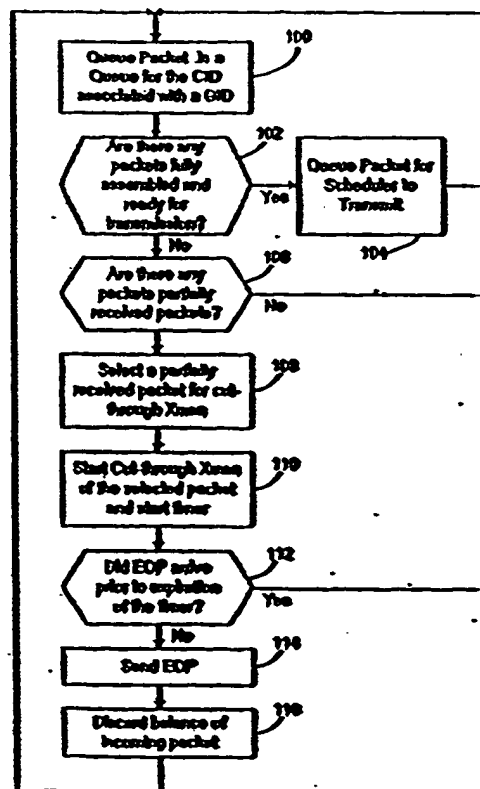 100
Queue Packet in a
Queue for the CID
associated with a GID
102
Are there any
packets fully
assembled and
ready for
transmission?
Yes
Queue Packet for
Scheduler to
Transmit
104
No
Are there any
packets partially
received packets?
No
Select a partially
received packet for cut-
through Xmsn
110
Start Cut-through Xmsn
of the selected packet
and start timer
112
Did EOP arrive
prior to expiration
of the timer?
Yes
No
Send EOP
Discard balance of
incoming packet